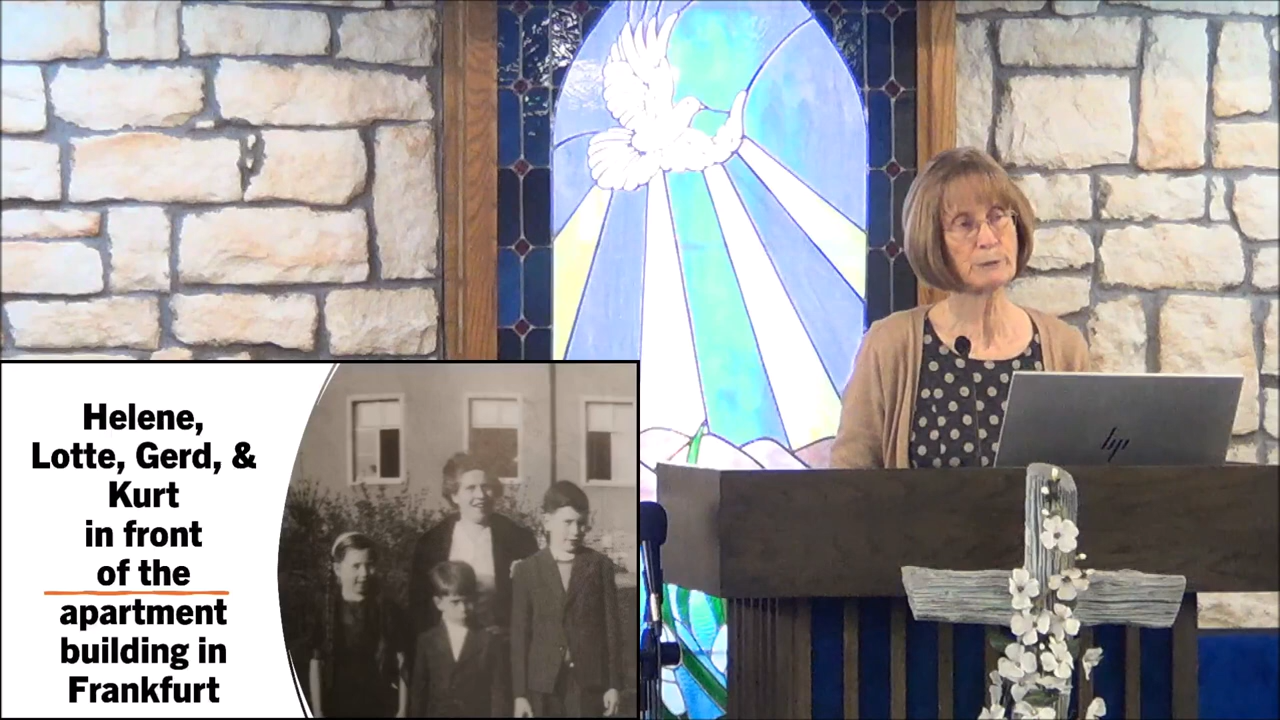 Helene,
Lotte, Gerd, &
Kurt
in front
of the
apartment
building in
Frankfurt
hp